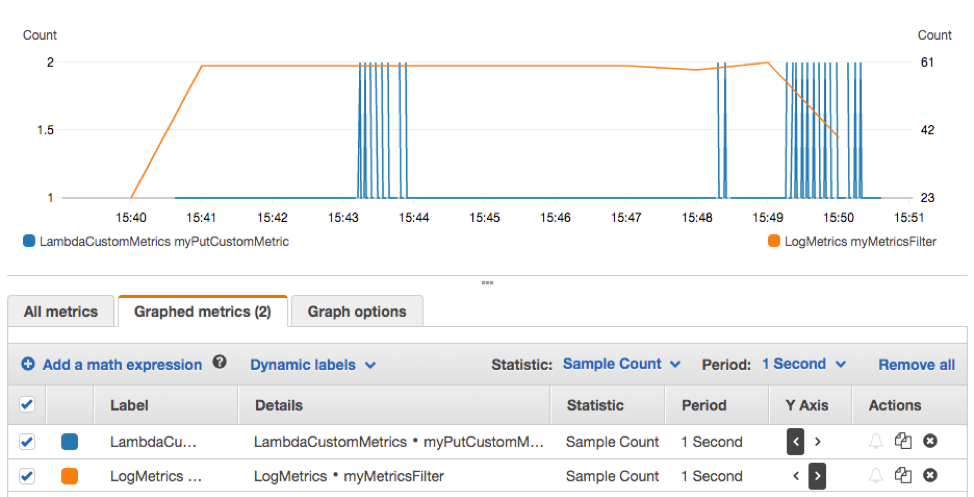 Count Count
2 61
1.5 42
1 23
15:40 15:41 15:42 15:43 15:44 15:45 15:46 15:47 15:48 15:49 15:50 15:51
LambdaCustomMetrics myPutCustomMetric LogMetrics myMetricsFilter
All metrics Graphed metrics (2) Graph options
Add a math expression ? Dynamic labels Statistic: Sample Count Period: 1 Second Remove all
Label Details Statistic Period Y Axis Actions
LambdaCu... LambdaCustomMetrics • myPutCustomM... Sample Count 1 Second < >
LogMetrics ... LogMetrics • myMetricsFilter Sample Count 1 Second < >